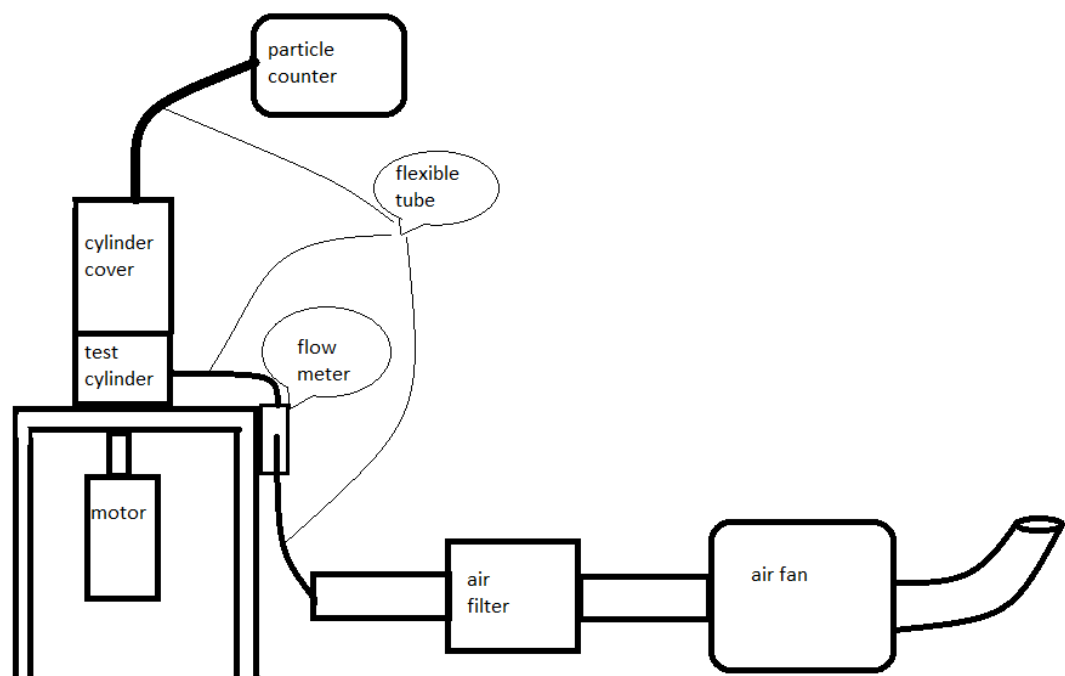 particle
counter
flexible
tube
cylinder
cover
flow
meter
test
cylinder
motor
air
filter
air fan